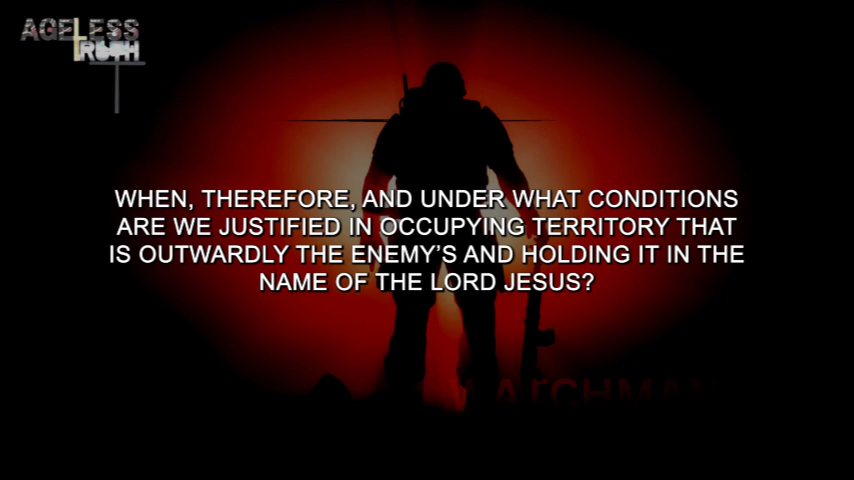 AGELESS
TRUTH
WHEN, THEREFORE, AND UNDER WHAT CONDITIONS
ARE WE JUSTIFIED IN OCCUPYING TERRITORY THAT
IS OUTWARDLY THE ENEMY'S AND HOLDING IT IN THE
NAME OF THE LORD JESUS?
WATCHMAN